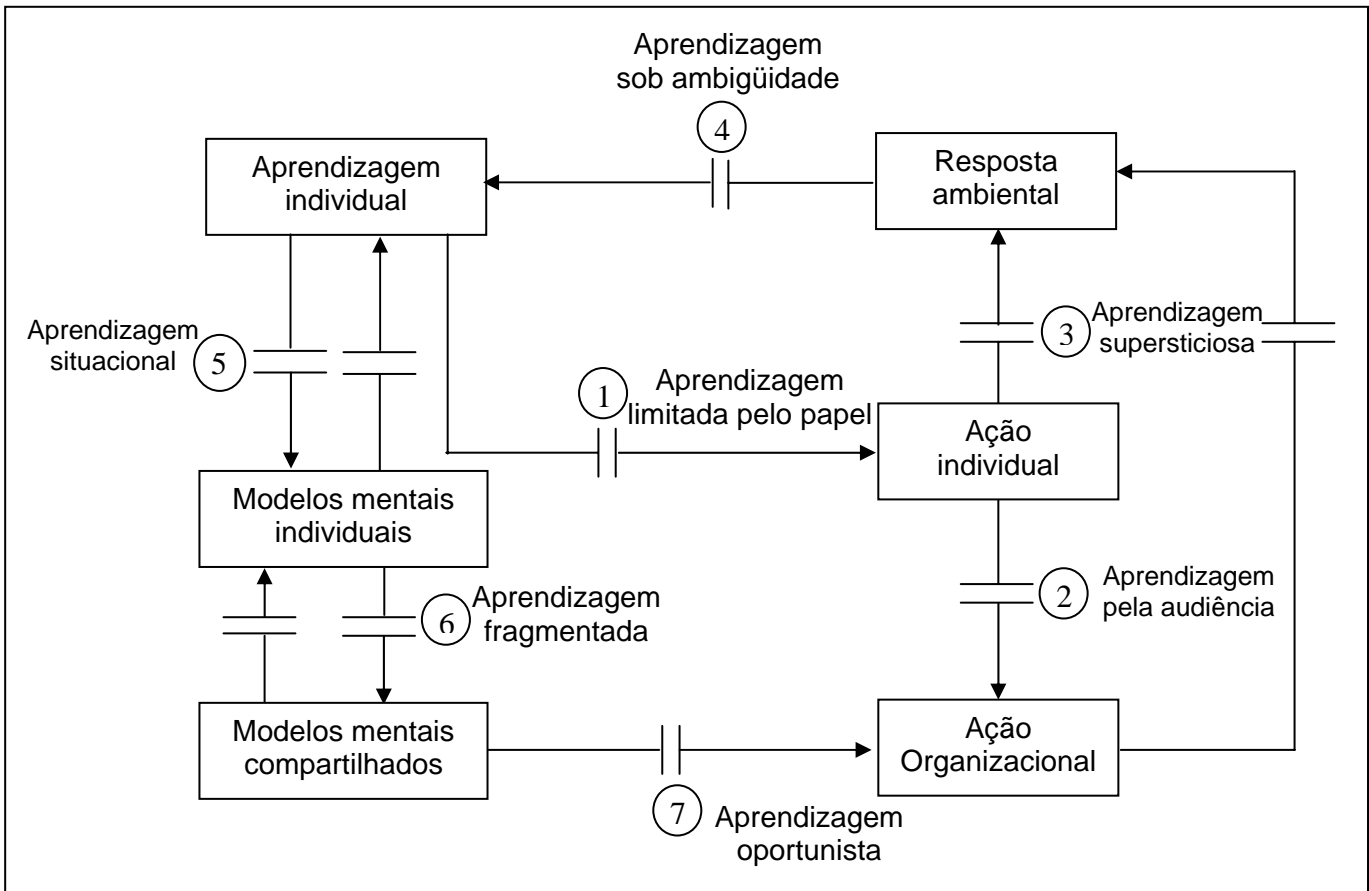 Aprendizagem
sob ambigüidade
4
Aprendizagem
individual
Resposta
ambiental
Aprendizagem
situacional
5
3
Aprendizagem
supersticiosa
1
Aprendizagem
limitada pelo papel
Ação
individual
Modelos mentais
individuais
6
Aprendizagem
fragmentada
2
Aprendizagem
pela audiência
Modelos mentais
compartilhados
Ação
Organizacional
7
Aprendizagem
oportunista